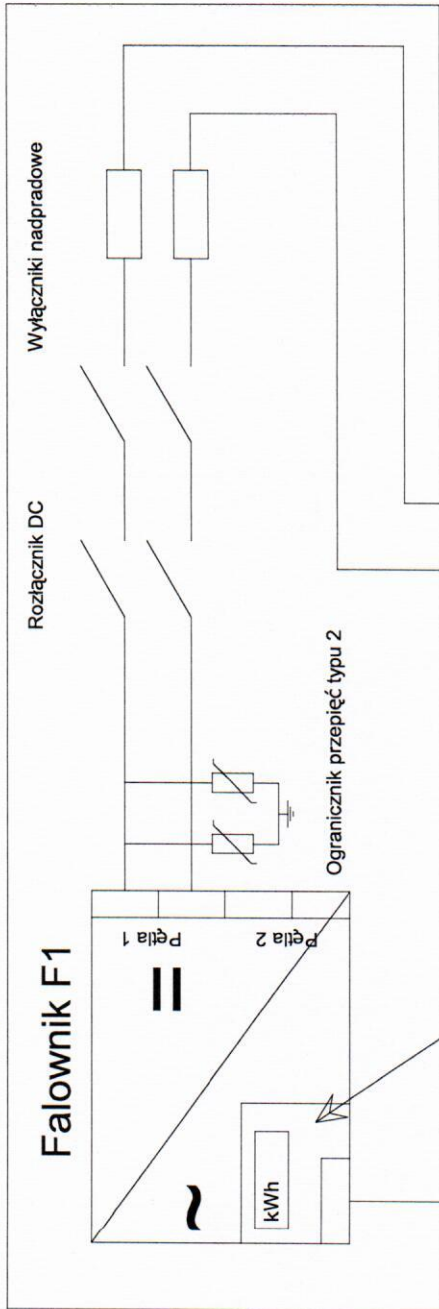 Falownik F1
Rozłącznik DC
Wyłączniki nadprądowe
Pętla 1
Pętla 2
Ogranicznik przepięć typu 2
=
~
kWh